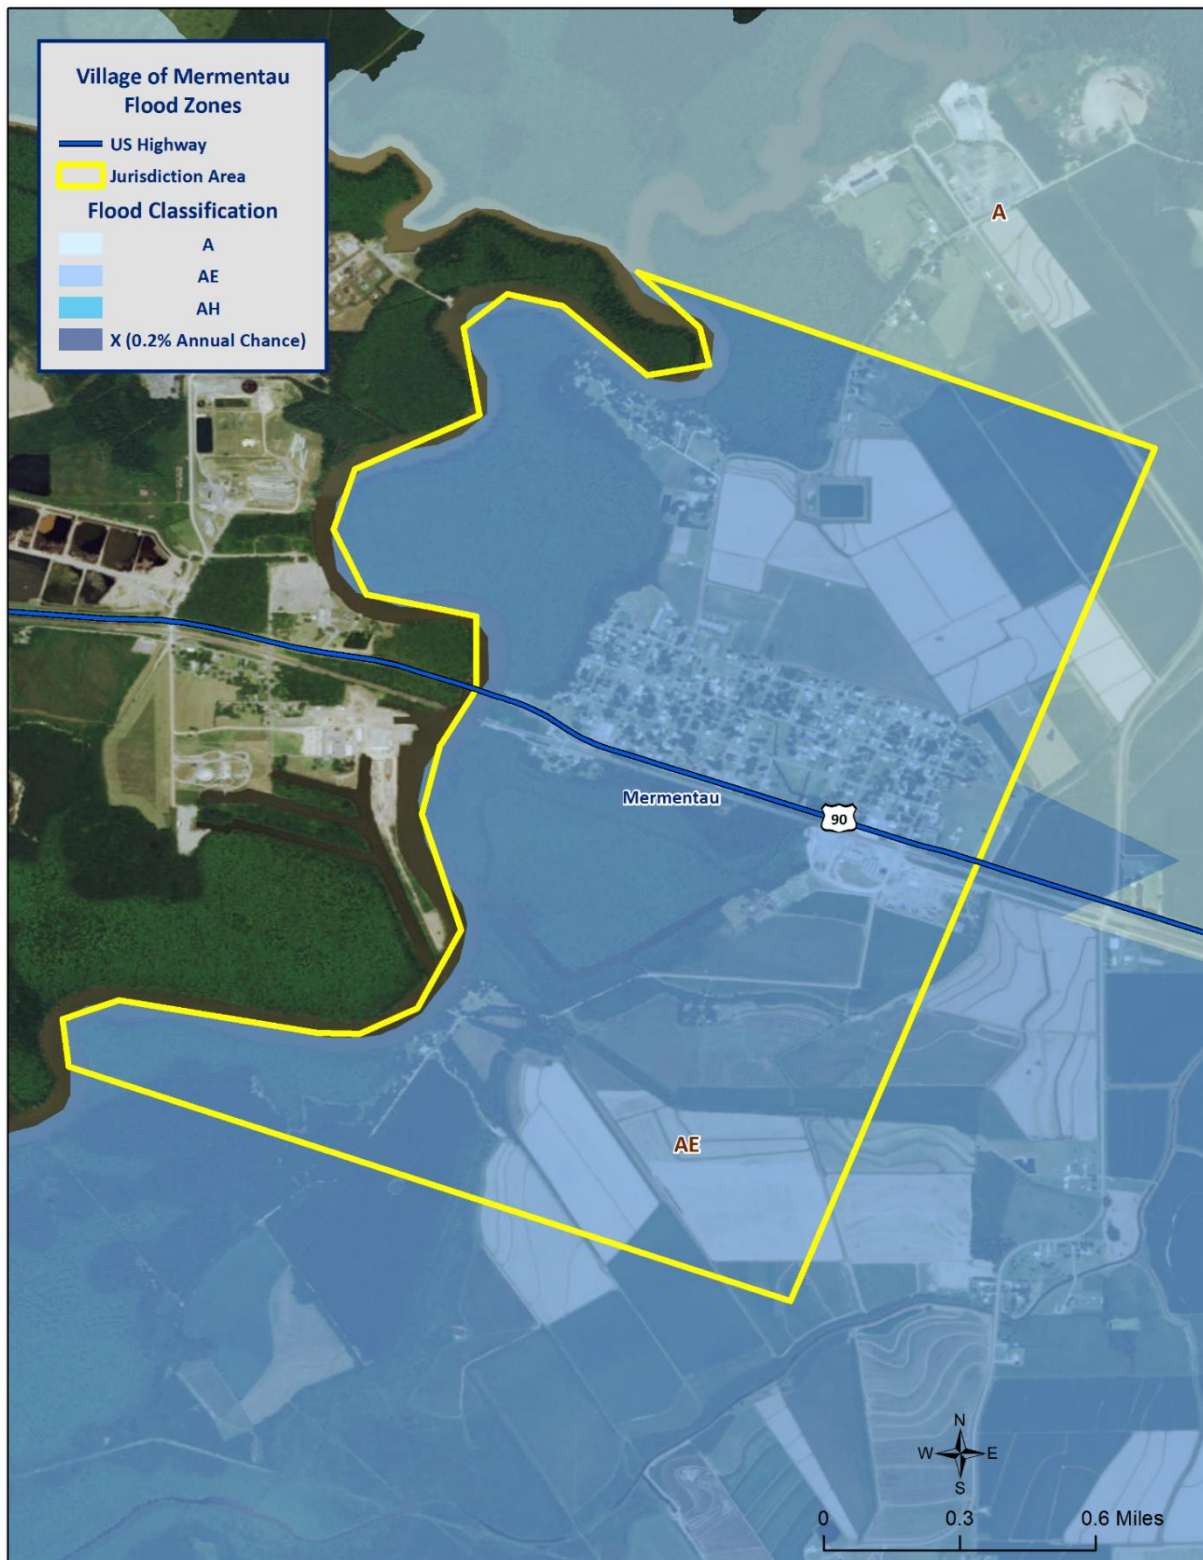 Village of Mermentau
Flood Zones
US Highway
Jurisdiction Area
Flood Classification
A
AE
AH
X (0.2% Annual Chance)
A
Mermentau
90
AE
N
W E
S
0 0.3 0.6 Miles